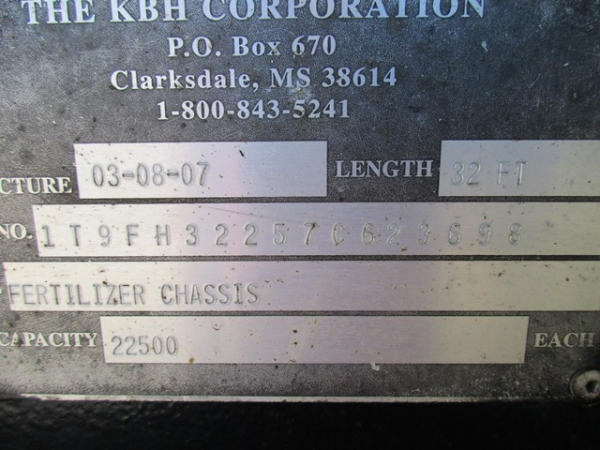 THE KBH CORPORATION
P.O. Box 670
Clarksdale, MS 38614
1-800-843-5241
CTURE 03-08-07 LENGTH 32 FT
NO. 1T9FH32257C623698
FERTILIZER CHASSIS
CAPACITY 22500 EACH